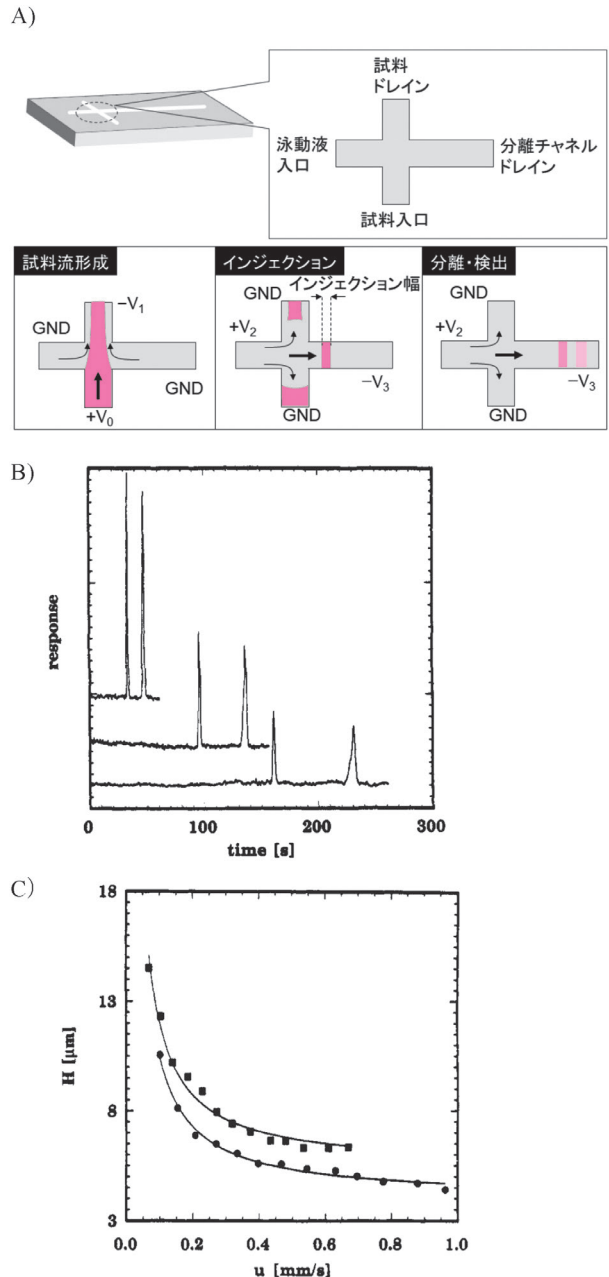 A)
試料
ドレイン
泳動液
入口
分離チャネル
ドレイン
試料入口
試料流形成
−V₁
GND
GND
+V₀
インジェクション
インジェクション幅
GND
+V₂
−V₃
GND
分離・検出
GND
+V₂
−V₃
GND
B)
response
0 100 200 300
time [s]
C)
18
13
8
3
H [μm]
0.0 0.2 0.4 0.6 0.8 1.0
u [mm/s]